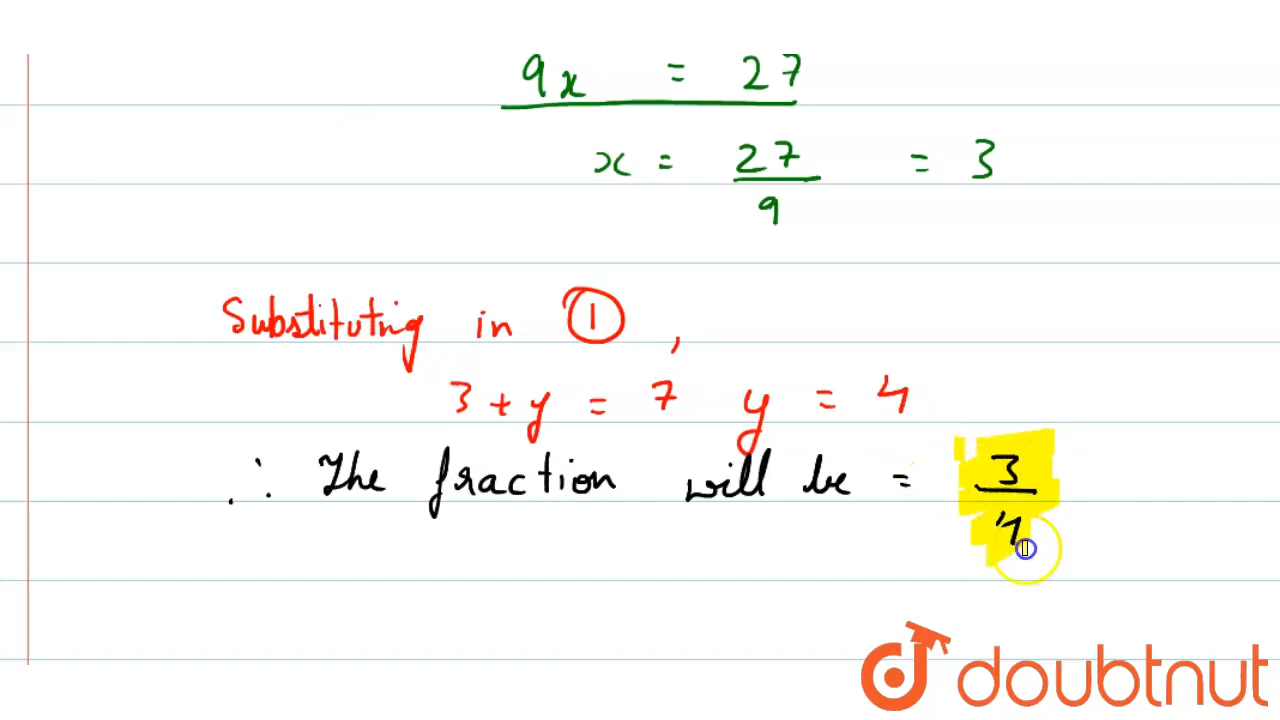 9x = 27
x = 27/9 = 3
Substituting in ①,
3 + y = 7 y = 4
∴ The fraction will be = 3/4
doubtnut